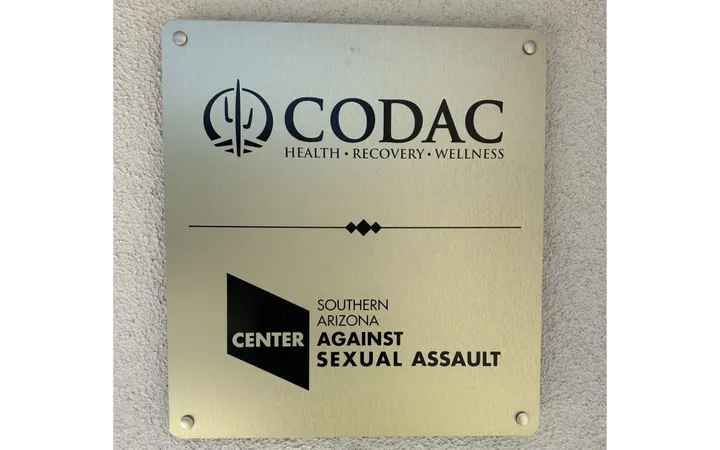 CODAC
HEALTH · RECOVERY · WELLNESS
SOUTHERN
ARIZONA
CENTER AGAINST
SEXUAL ASSAULT